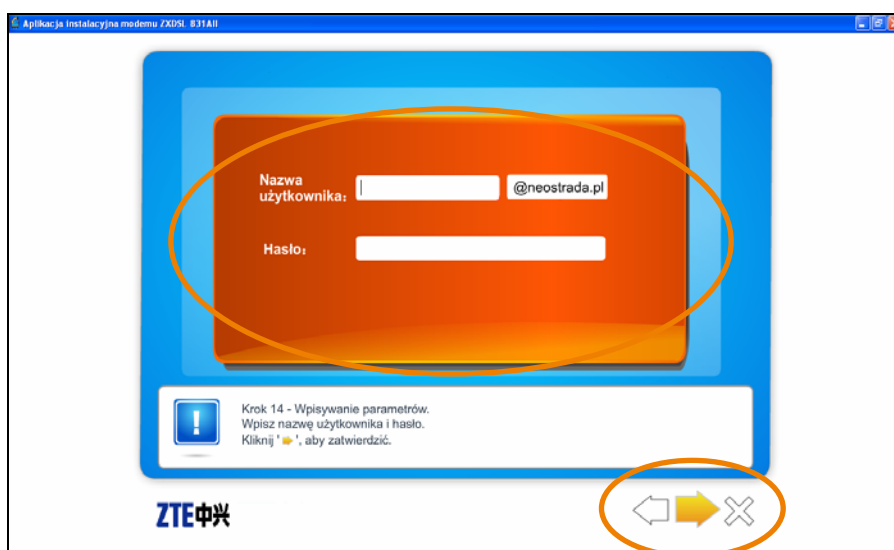 Aplikacja instalacyjna modemu ZXDSL 831AII
Nazwa
użytkownika:
@neostrada.pl
Hasło:
Krok 14 - Wpisywanie parametrów.
Wpisz nazwę użytkownika i hasło.
Kliknij ' ', aby zatwierdzić.
ZTE中兴